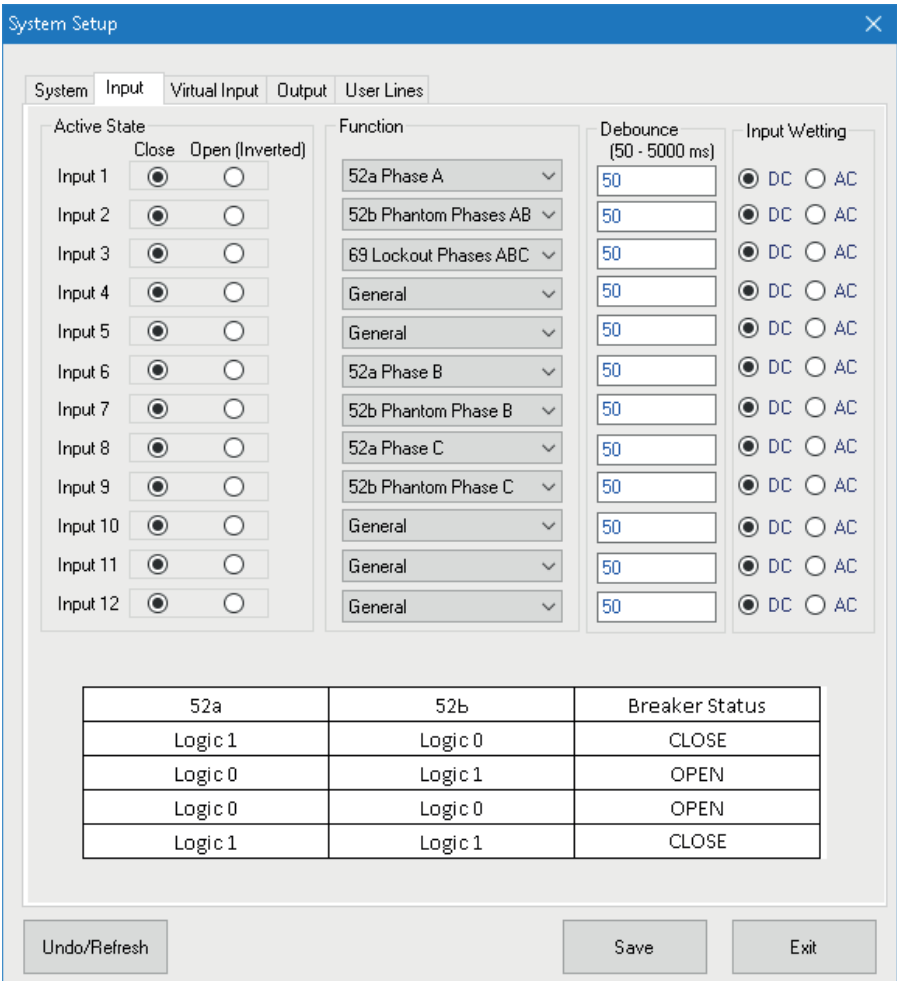 System Setup
System Input Virtual Input Output User Lines
Active State Function Debounce Input Wetting
Close Open (Inverted) (50 - 5000 ms)
Input 1 52a Phase A 50 DC AC
Input 2 52b Phantom Phases AB 50 DC AC
Input 3 69 Lockout Phases ABC 50 DC AC
Input 4 General 50 DC AC
Input 5 General 50 DC AC
Input 6 52a Phase B 50 DC AC
Input 7 52b Phantom Phase B 50 DC AC
Input 8 52a Phase C 50 DC AC
Input 9 52b Phantom Phase C 50 DC AC
Input 10 General 50 DC AC
Input 11 General 50 DC AC
Input 12 General 50 DC AC
52a 52b Breaker Status
Logic 1 Logic 0 CLOSE
Logic 0 Logic 1 OPEN
Logic 0 Logic 0 OPEN
Logic 1 Logic 1 CLOSE
Undo/Refresh Save Exit